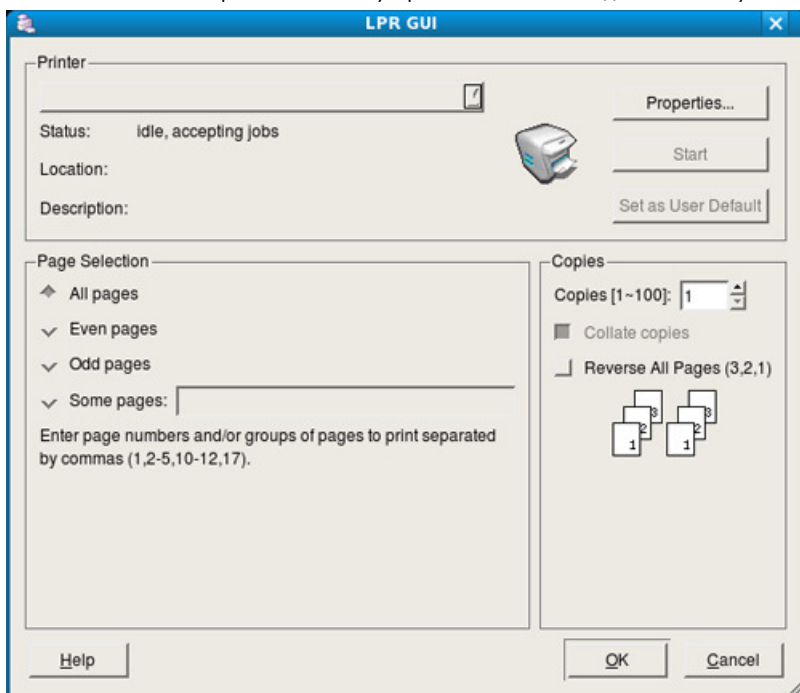 LPR GUI
Printer
Properties...
Status: idle, accepting jobs
Start
Location:
Set as User Default
Description:
Page Selection
All pages
Even pages
Odd pages
Some pages:
Enter page numbers and/or groups of pages to print separated
by commas (1,2-5,10-12,17).
Copies
Copies [1~100]: 1
Collate copies
Reverse All Pages (3,2,1)
3 3
2 2
1 1
Help
OK
Cancel